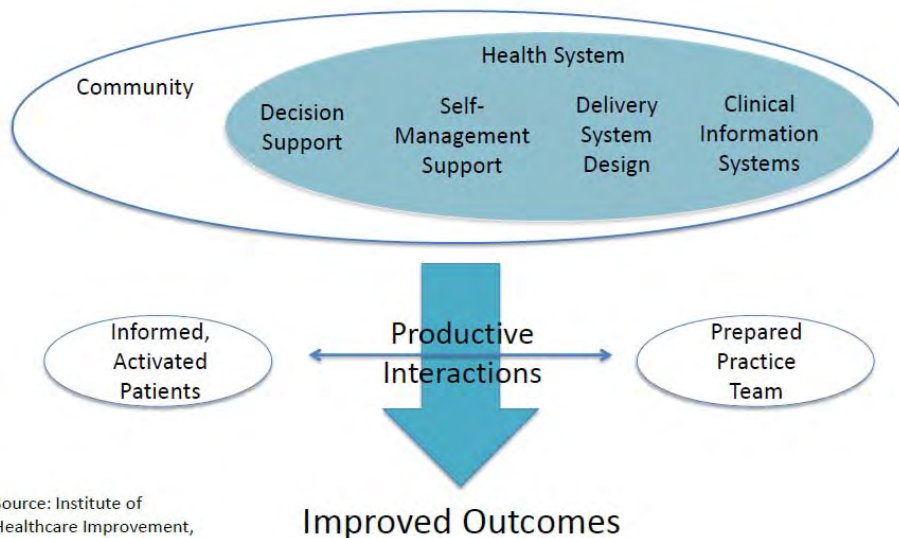 Health System
Community
Decision
Support
Self-
Management
Support
Delivery
System
Design
Clinical
Information
Systems
Informed,
Activated
Patients
Productive
Interactions
Prepared
Practice
Team
Source: Institute of
Healthcare Improvement,
Improved Outcomes